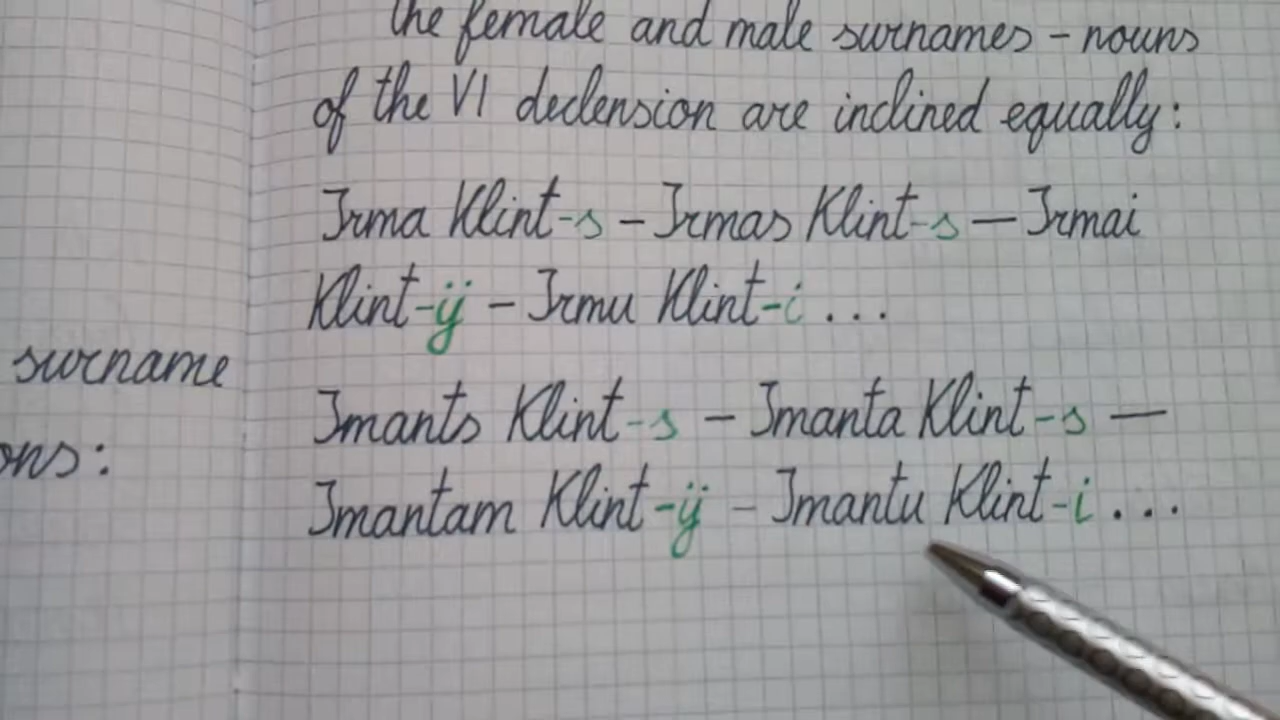 the female and male surnames - nouns
of the VI declension are inclined equally:
Irma Klint-s – Irmas Klint-s — Irmai
Klint-ij – Irmu Klint-i ...
surname
Imants Klint-s – Imanta Klint-s —
ons:
Imantam Klint-ij – Imantu Klint-i ...